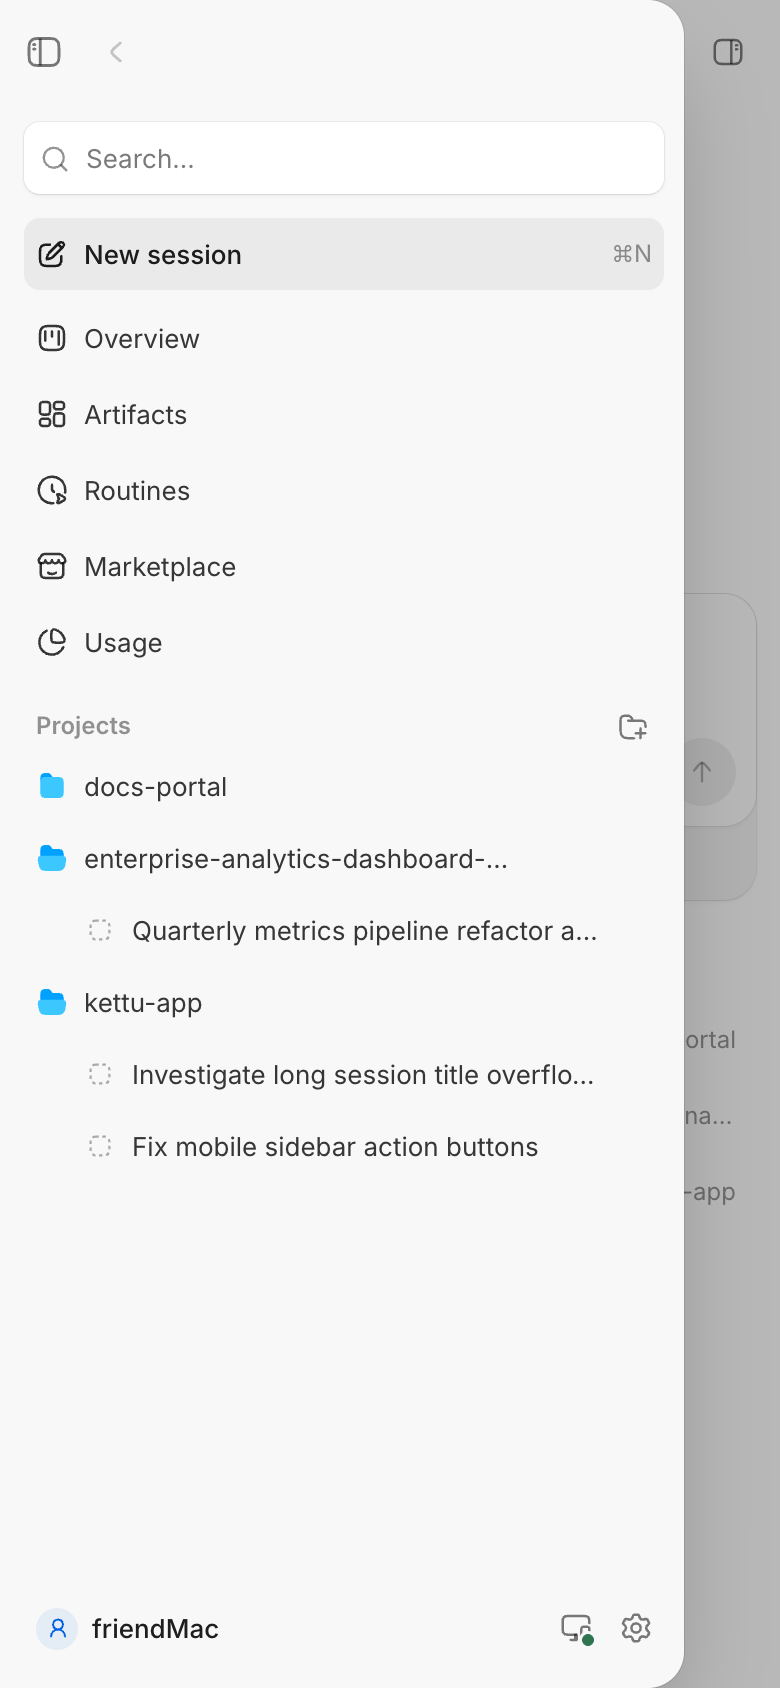 Search...
New session ⌘N
Overview
Artifacts
Routines
Marketplace
Usage
Projects
docs-portal
enterprise-analytics-dashboard-...
Quarterly metrics pipeline refactor a...
kettu-app
Investigate long session title overflo...
Fix mobile sidebar action buttons
ortal
na...
-app
friendMac